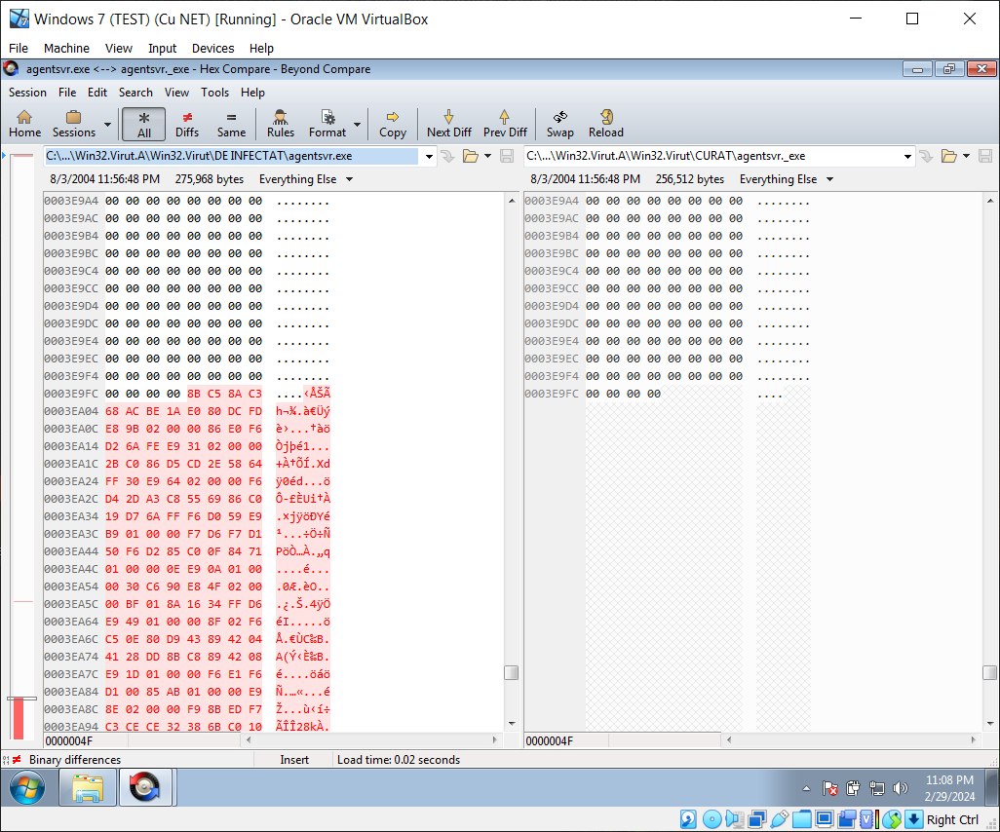 Windows 7 (TEST) (Cu NET) [Running] - Oracle VM VirtualBox
File Machine View Input Devices Help
agentsvr.exe <--> agentsvr._exe - Hex Compare - Beyond Compare
Session File Edit Search View Tools Help
Home Sessions All Diffs Same Rules Format Copy Next Diff Prev Diff Swap Reload
C:\...\Win32.Virut.A\Win32.Virut\DE INFECTAT\agentsvr.exe C:\...\Win32.Virut.A\Win32.Virut\CURAT\agentsvr._exe
8/3/2004 11:56:48 PM 275,968 bytes Everything Else 8/3/2004 11:56:48 PM 256,512 bytes Everything Else
0003E9A4 00 00 00 00 00 00 00 00 ........ 0003E9A4 00 00 00 00 00 00 00 00 ........
0003E9AC 00 00 00 00 00 00 00 00 ........ 0003E9AC 00 00 00 00 00 00 00 00 ........
0003E9B4 00 00 00 00 00 00 00 00 ........ 0003E9B4 00 00 00 00 00 00 00 00 ........
0003E9BC 00 00 00 00 00 00 00 00 ........ 0003E9BC 00 00 00 00 00 00 00 00 ........
0003E9C4 00 00 00 00 00 00 00 00 ........ 0003E9C4 00 00 00 00 00 00 00 00 ........
0003E9CC 00 00 00 00 00 00 00 00 ........ 0003E9CC 00 00 00 00 00 00 00 00 ........
0003E9D4 00 00 00 00 00 00 00 00 ........ 0003E9D4 00 00 00 00 00 00 00 00 ........
0003E9DC 00 00 00 00 00 00 00 00 ........ 0003E9DC 00 00 00 00 00 00 00 00 ........
0003E9E4 00 00 00 00 00 00 00 00 ........ 0003E9E4 00 00 00 00 00 00 00 00 ........
0003E9EC 00 00 00 00 00 00 00 00 ........ 0003E9EC 00 00 00 00 00 00 00 00 ........
0003E9F4 00 00 00 00 00 00 00 00 ........ 0003E9F4 00 00 00 00 00 00 00 00 ........
0003E9FC 00 00 00 00 8B C5 8A C3 ....‹ÅŠÃ 0003E9FC 00 00 00 00 ....
0003EA04 68 AC BE 1A E0 80 DC FD h¬¾.à€Üý
0003EA0C E8 9B 02 00 00 86 E0 F6 è›...†àö
0003EA14 D2 6A FE E9 31 02 00 00 Òjþé1...
0003EA1C 2B C0 86 D5 CD 2E 58 64 +À†ÕÍ.Xd
0003EA24 FF 30 E9 64 02 00 00 F6 ÿ0éd...ö
0003EA2C D4 2D A3 C8 55 69 86 C0 Ô-£ÈUi†À
0003EA34 19 D7 6A FF F6 D0 59 E9 .×jÿöÐYé
0003EA3C B9 01 00 00 F7 D6 F7 D1 ¹...÷Ö÷Ñ
0003EA44 50 F6 D2 85 C0 0F 84 71 PöÒ…À.„q
0003EA4C 01 00 00 0E E9 0A 01 00 ....é...
0003EA54 00 30 C6 90 E8 4F 02 00 .0Æ.èO..
0003EA5C 00 BF 01 8A 16 34 FF D6 .¿.Š.4ÿÖ
0003EA64 E9 49 01 00 00 8F 02 F6 éI.....ö
0003EA6C C5 0E 80 D9 43 89 42 04 Å.€ÙC‰B.
0003EA74 41 28 DD 8B C8 89 42 08 A(Ý‹È‰B.
0003EA7C E9 1D 01 00 00 F6 E1 F6 é....öáö
0003EA84 D1 00 85 AB 01 00 00 E9 Ñ.…«...é
0003EA8C 8E 02 00 00 F9 8B ED F7 Ž...ù‹í÷
0003EA94 C3 CE CE 32 38 6B C0 10 ÃÎÎ28kÀ.
0000004F 0000004F
Binary differences Insert Load time: 0.02 seconds
11:08 PM
2/29/2024
Right Ctrl